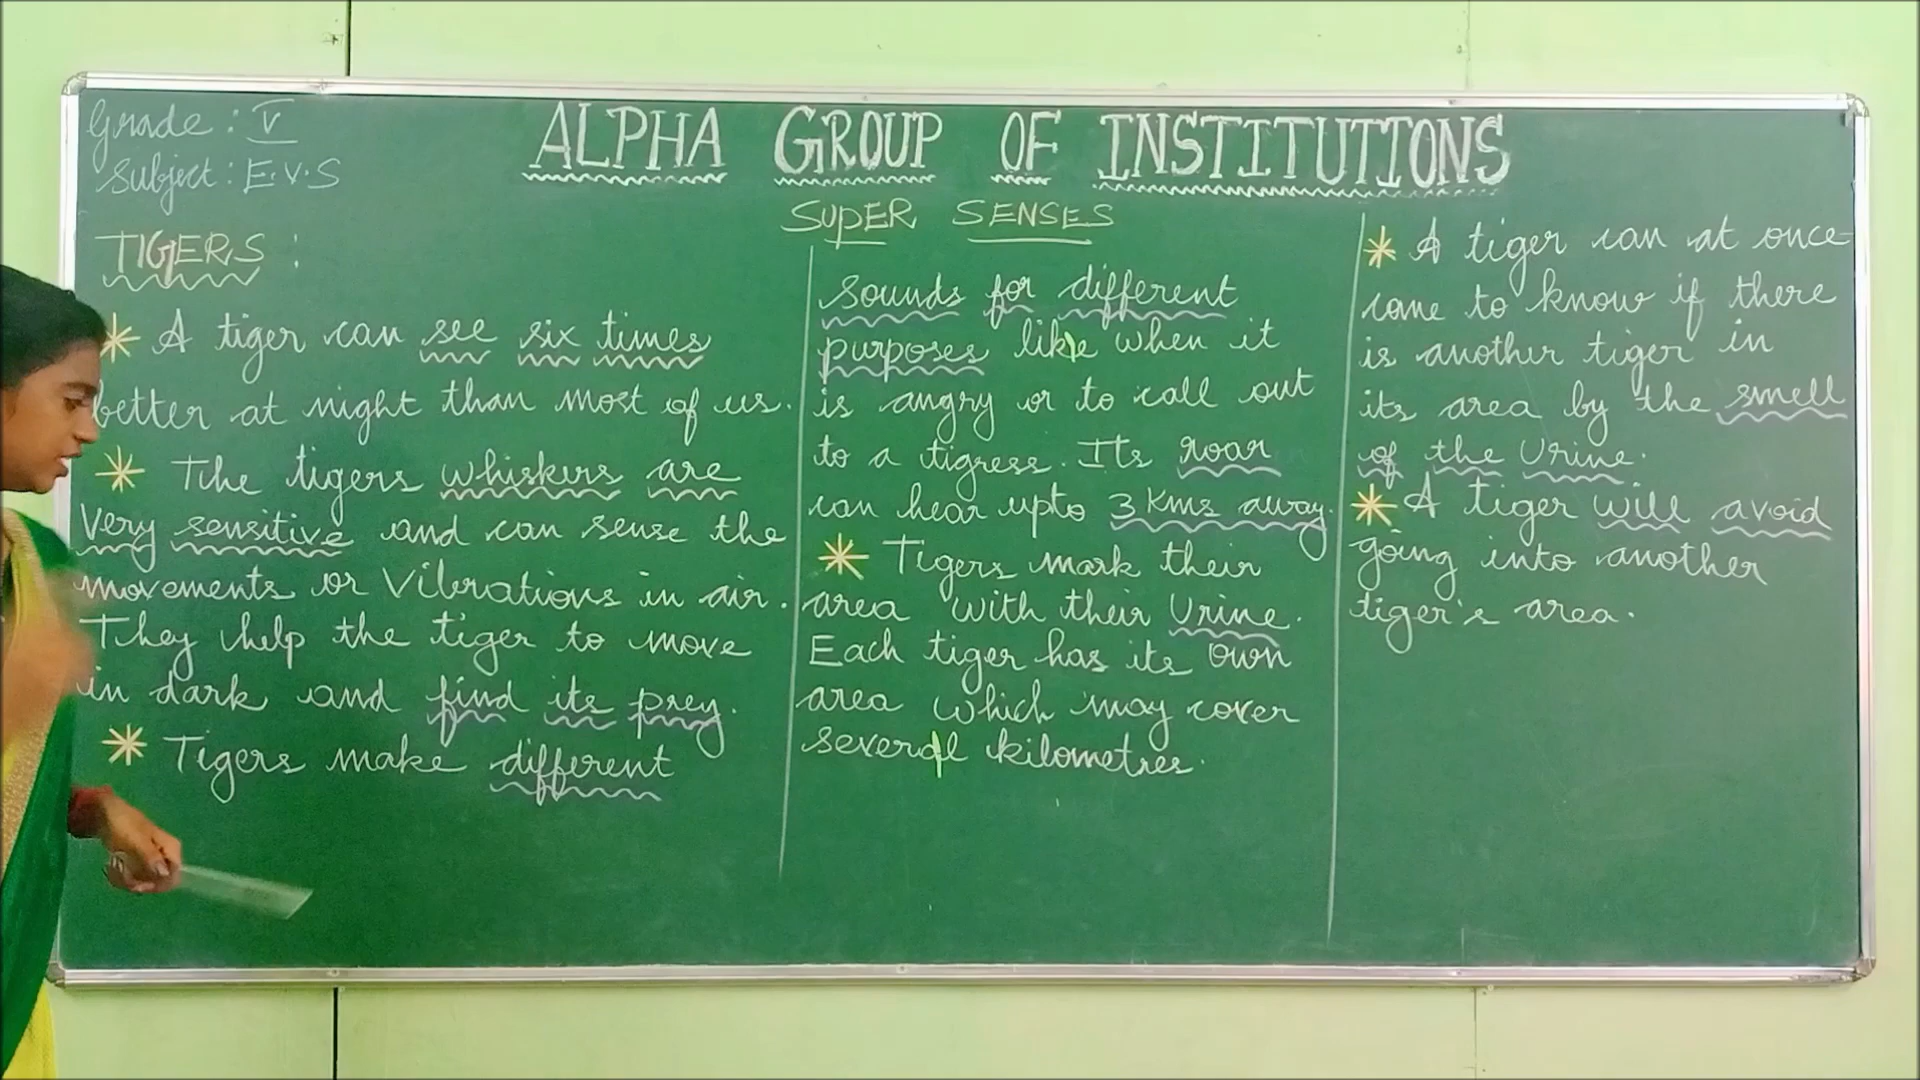 Grade : V
Subject : E.V.S
ALPHA GROUP OF INSTITUTIONS
SUPER SENSES
TIGERS :
* A tiger can see six times
better at night than most of us.
* The tigers whiskers are
very sensitive and can sense the
movements or vibrations in air.
They help the tiger to move
in dark and find its prey.
* Tigers make different
sounds for different
purposes like when it
is angry or to call out
to a tigress. Its roar
can hear upto 3 kms away.
* Tigers mark their
area with their Urine.
Each tiger has its own
area which may cover
several kilometres.
* A tiger can at once
come to know if there
is another tiger in
its area by the smell
of the Urine.
* A tiger will avoid
going into another
tiger's area.